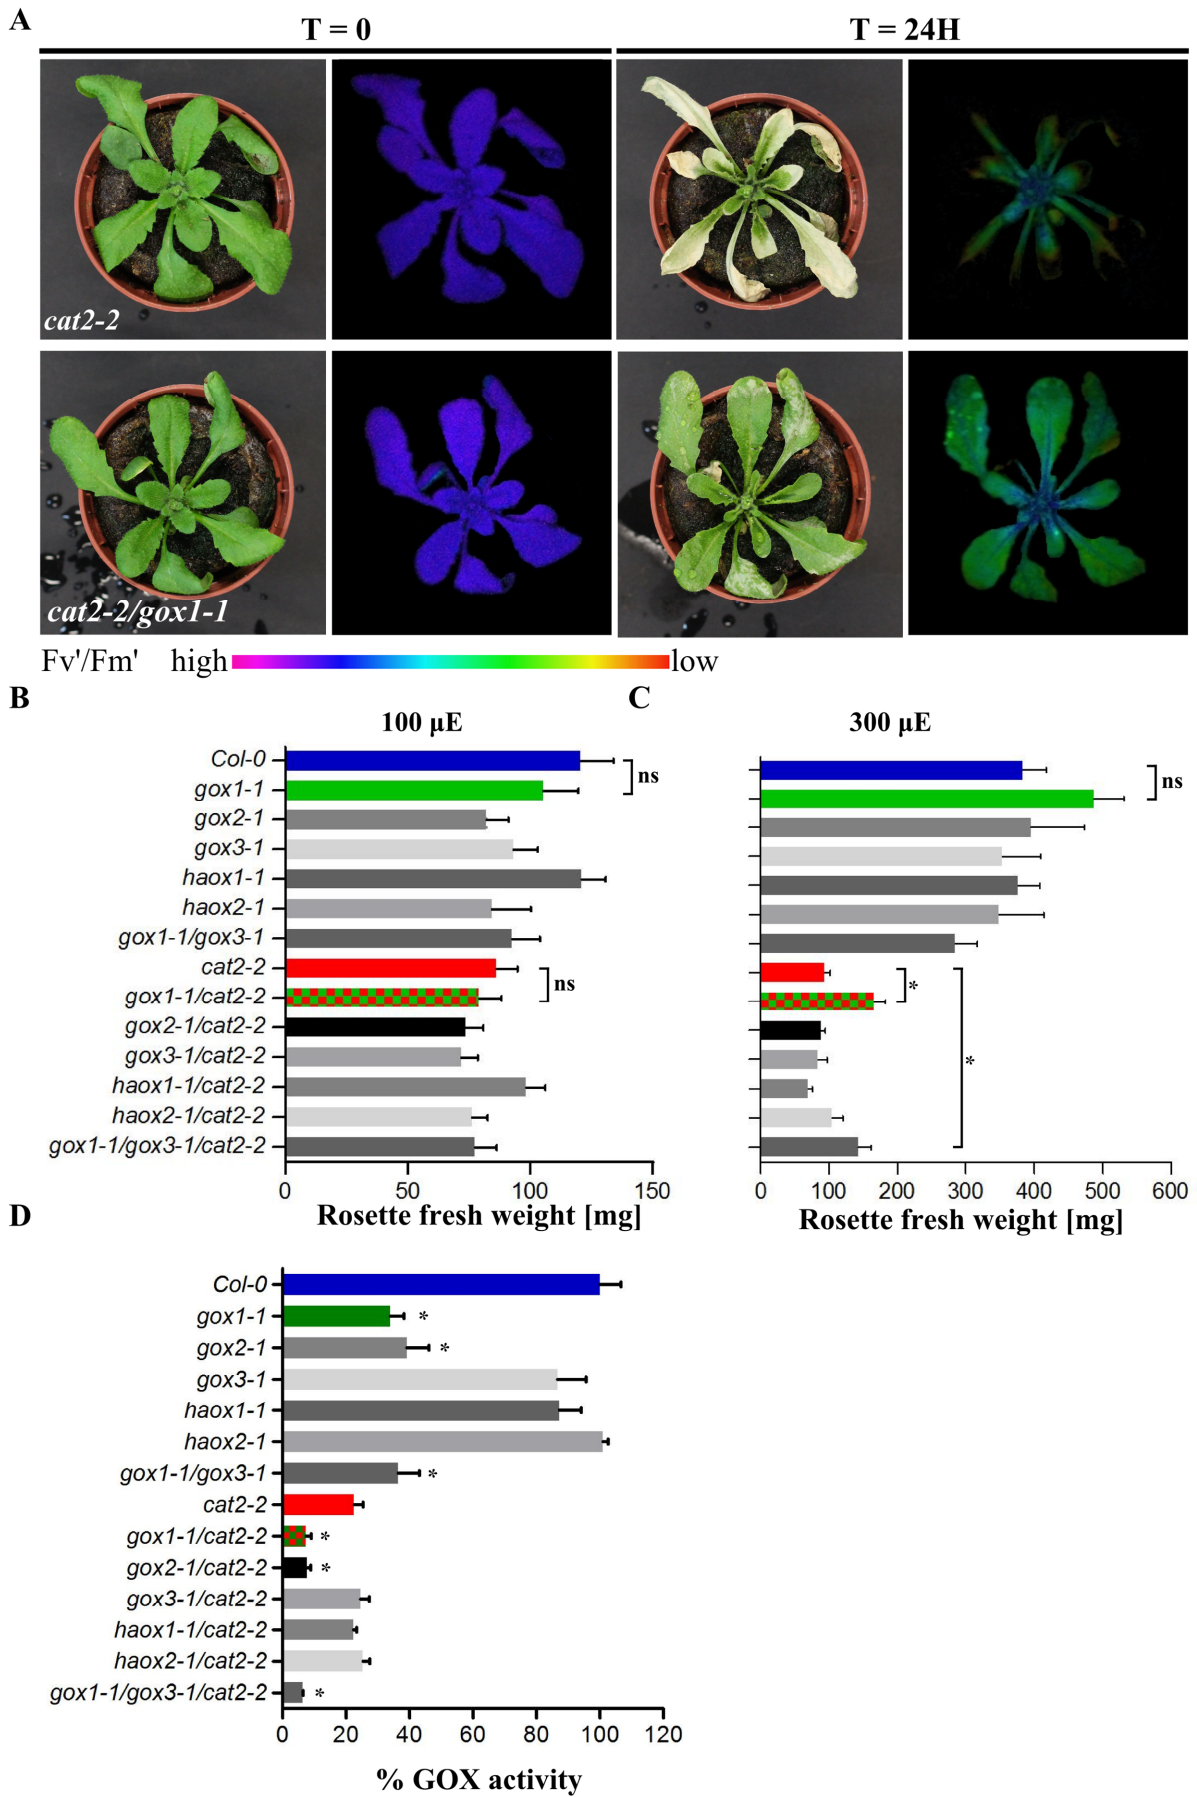 A
T = 0
T = 24H
cat2-2
cat2-2/gox1-1
Fv'/Fm' high low
B
C
100 µE
300 µE
Col-0
gox1-1
gox2-1
gox3-1
haox1-1
haox2-1
gox1-1/gox3-1
cat2-2
gox1-1/cat2-2
gox2-1/cat2-2
gox3-1/cat2-2
haox1-1/cat2-2
haox2-1/cat2-2
gox1-1/gox3-1/cat2-2
ns
ns
0 50 100 150
Rosette fresh weight [mg]
ns
*
*
0 100 200 300 400 500 600
Rosette fresh weight [mg]
D
Col-0
gox1-1 *
gox2-1 *
gox3-1
haox1-1
haox2-1
gox1-1/gox3-1 *
cat2-2
gox1-1/cat2-2 *
gox2-1/cat2-2 *
gox3-1/cat2-2
haox1-1/cat2-2
haox2-1/cat2-2
gox1-1/gox3-1/cat2-2 *
0 20 40 60 80 100 120
% GOX activity